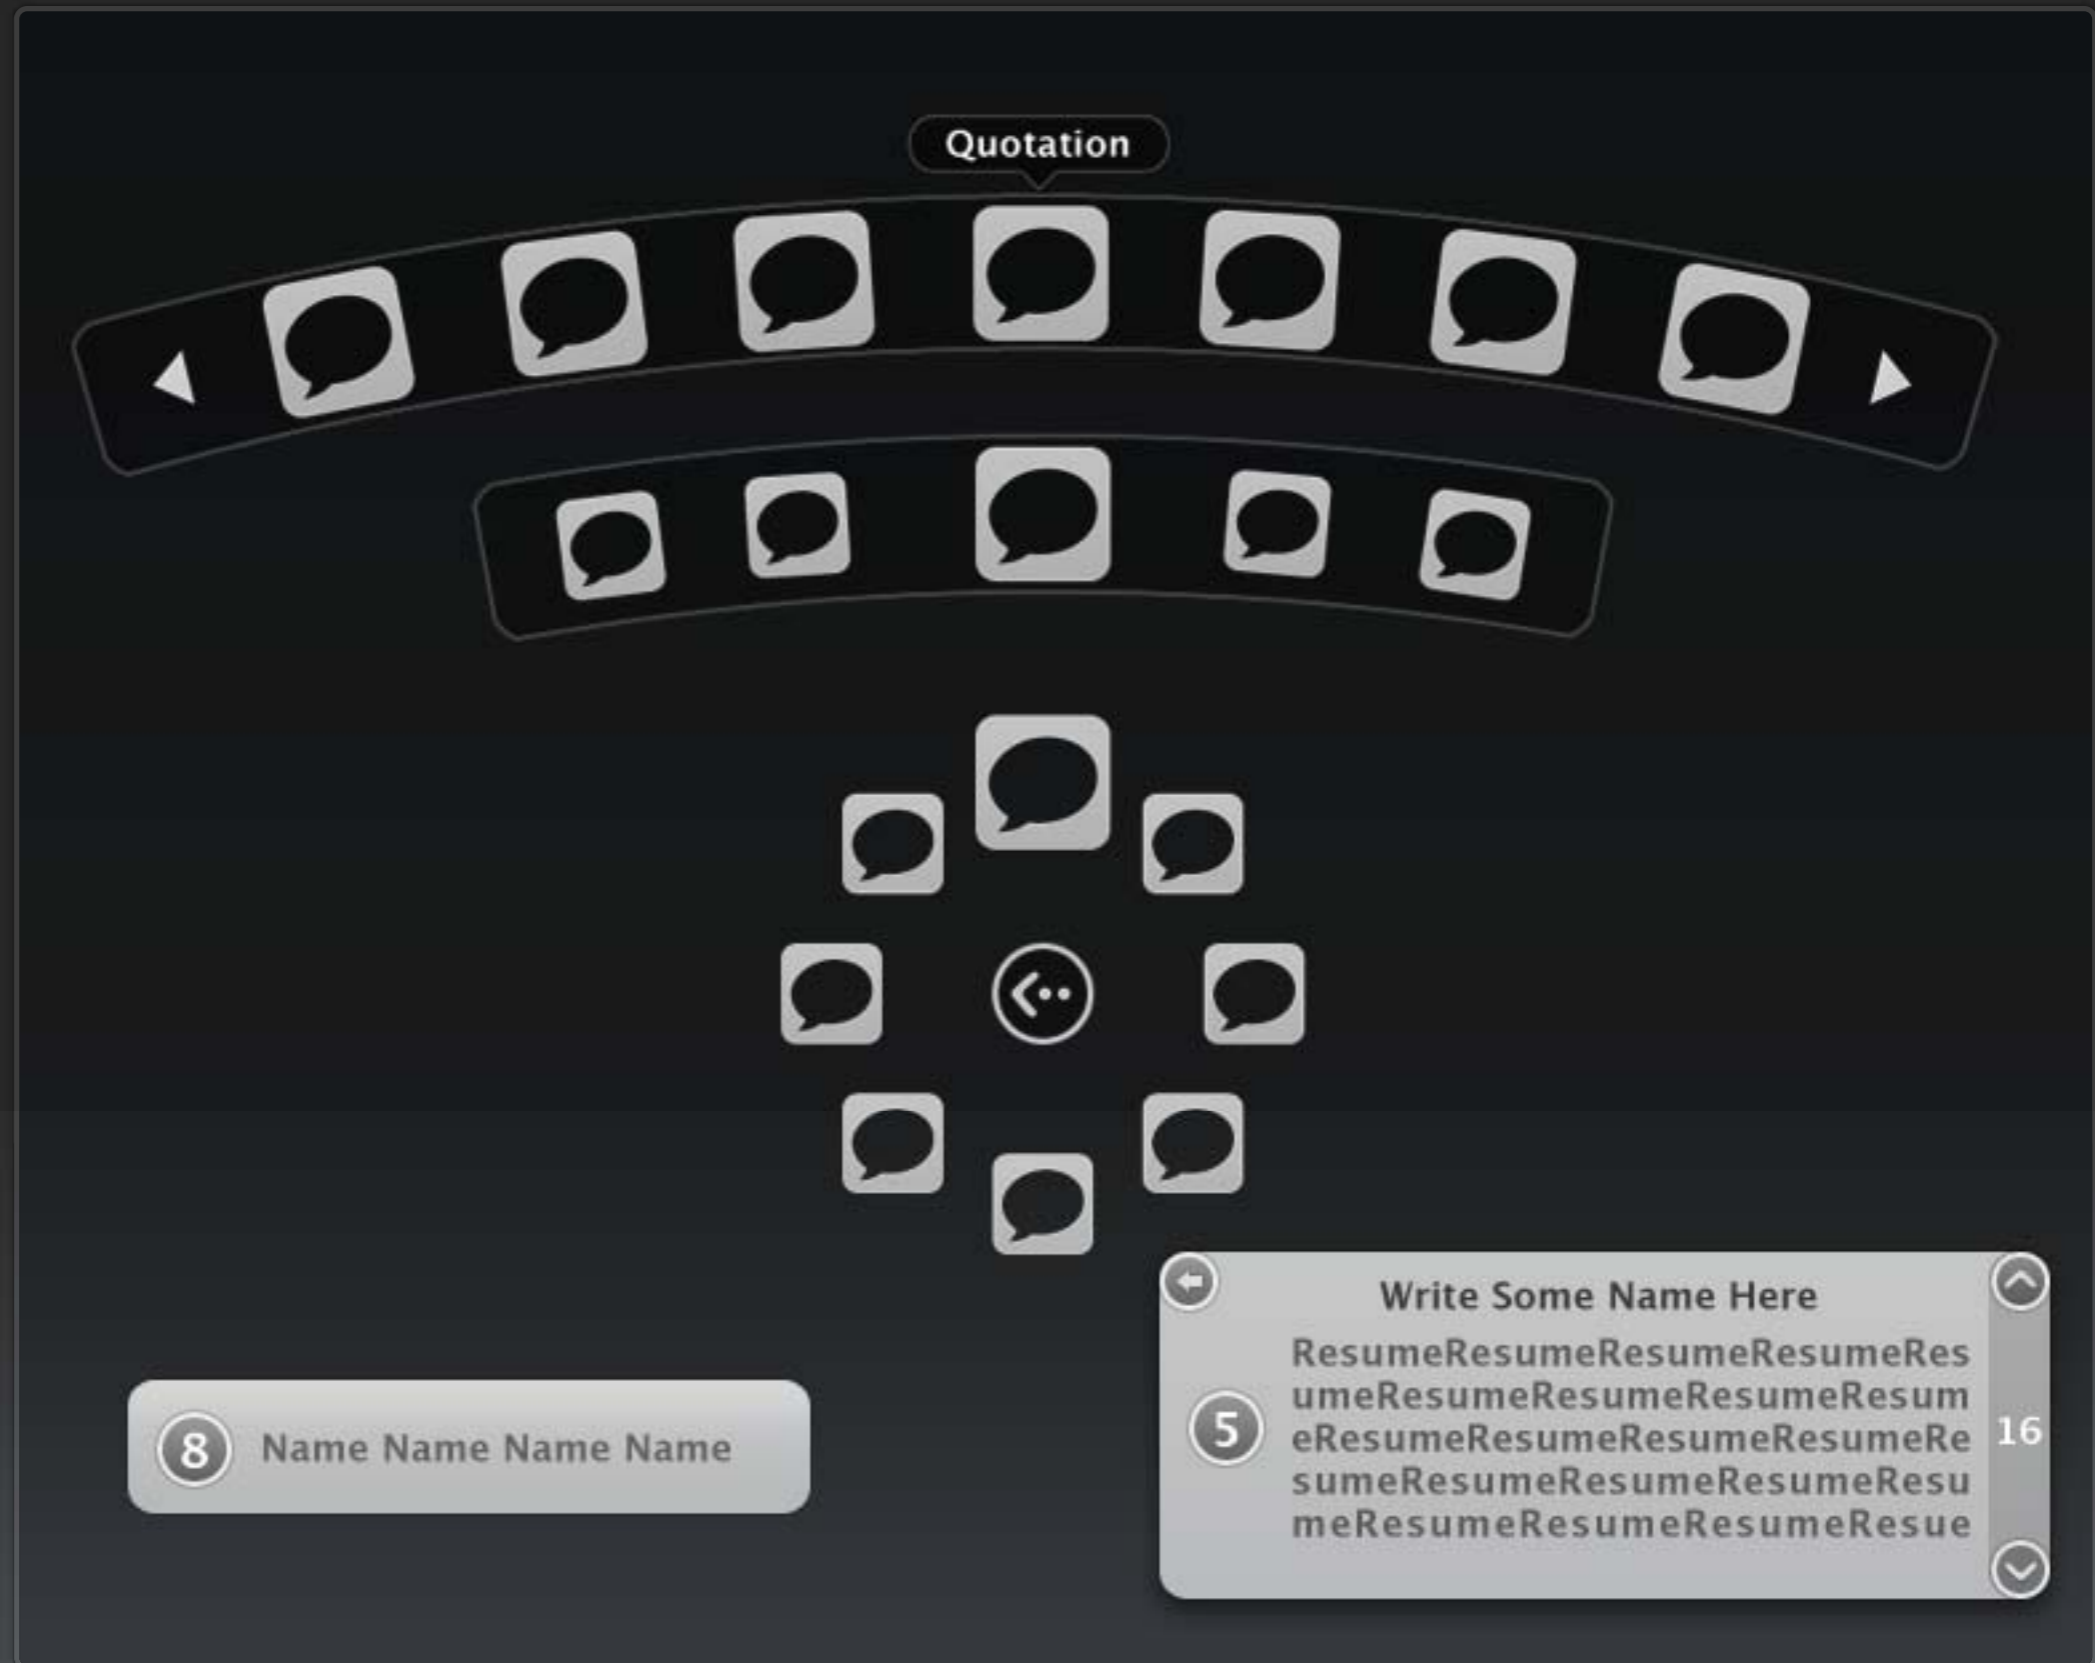 Quotation
Write Some Name Here
ResumeResumeResumeResumeRes
umeResumeResumeResumeResum
5
eResumeResumeResumeResumeRe
16
sumeResumeResumeResumeResu
meResumeResumeResumeResue
8
Name Name Name Name